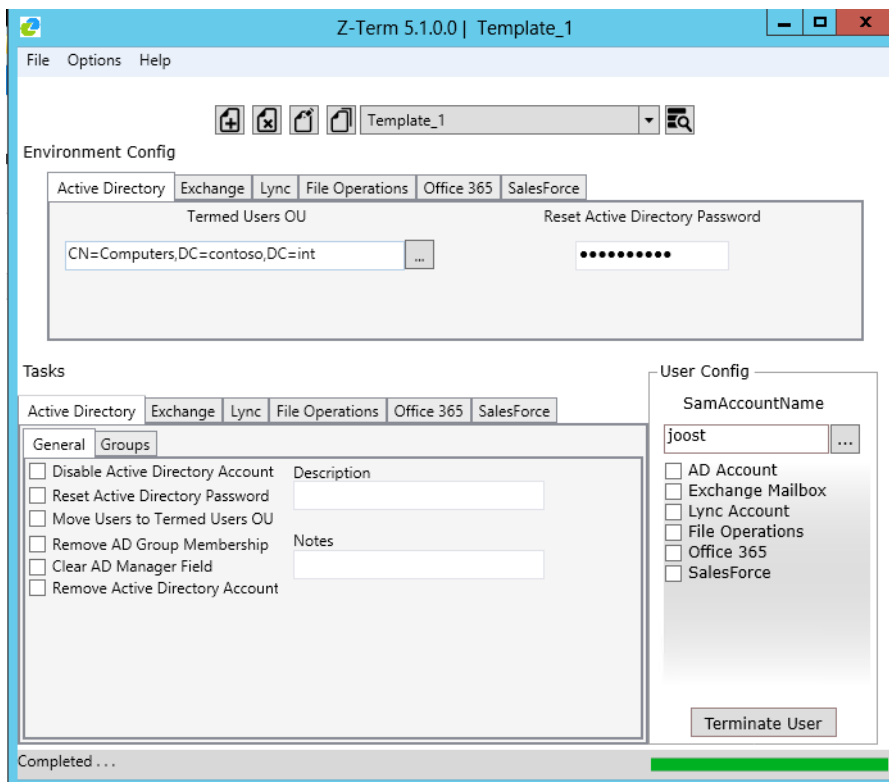 Z-Term 5.1.0.0 | Template_1
x
File Options Help
Template_1
Environment Config
Active Directory Exchange Lync File Operations Office 365 SalesForce
Termed Users OU Reset Active Directory Password
CN=Computers,DC=contoso,DC=int ... ●●●●●●●●●●
Tasks
Active Directory Exchange Lync File Operations Office 365 SalesForce
General Groups
Disable Active Directory Account
Reset Active Directory Password
Move Users to Termed Users OU
Remove AD Group Membership
Clear AD Manager Field
Remove Active Directory Account
Description
Notes
User Config
SamAccountName
joost ...
AD Account
Exchange Mailbox
Lync Account
File Operations
Office 365
SalesForce
Terminate User
Completed . . .